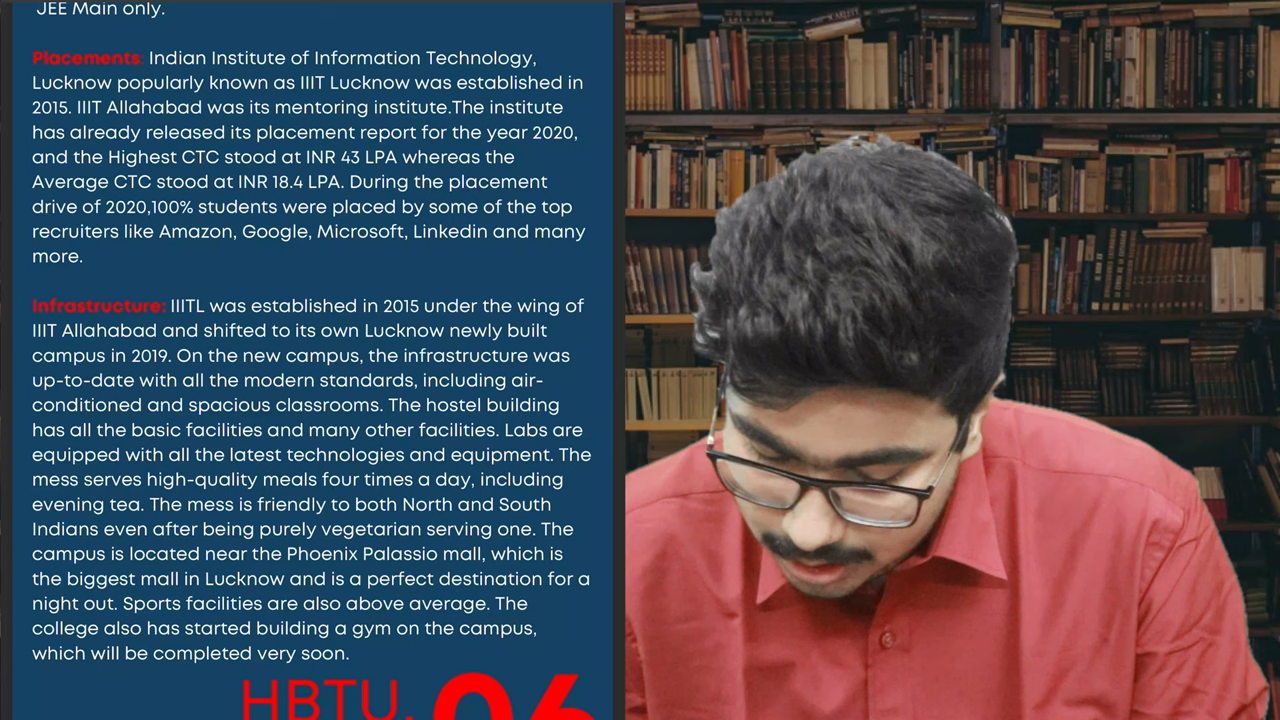 JEE Main only.
Placements: Indian Institute of Information Technology,
Lucknow popularly known as IIIT Lucknow was established in
2015. IIIT Allahabad was its mentoring institute.The institute
has already released its placement report for the year 2020,
and the Highest CTC stood at INR 43 LPA whereas the
Average CTC stood at INR 18.4 LPA. During the placement
drive of 2020,100% students were placed by some of the top
recruiters like Amazon, Google, Microsoft, Linkedin and many
more.
Infrastructure: IIITL was established in 2015 under the wing of
IIIT Allahabad and shifted to its own Lucknow newly built
campus in 2019. On the new campus, the infrastructure was
up-to-date with all the modern standards, including air-
conditioned and spacious classrooms. The hostel building
has all the basic facilities and many other facilities. Labs are
equipped with all the latest technologies and equipment. The
mess serves high-quality meals four times a day, including
evening tea. The mess is friendly to both North and South
Indians even after being purely vegetarian serving one. The
campus is located near the Phoenix Palassio mall, which is
the biggest mall in Lucknow and is a perfect destination for a
night out. Sports facilities are also above average. The
college also has started building a gym on the campus,
which will be completed very soon.
HBTU, 06